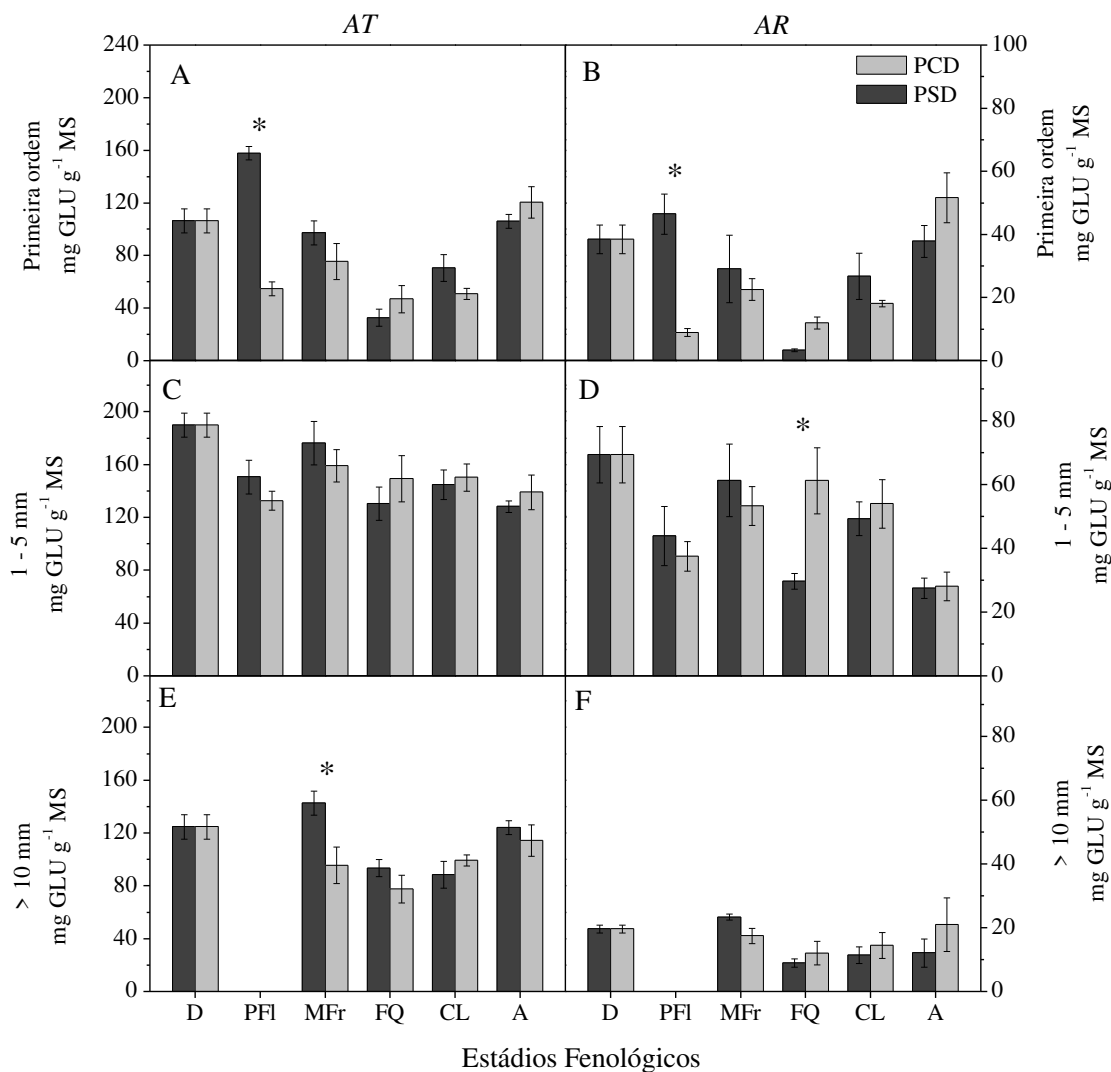 AT AR
A
B
PCD
PSD
*
*
240
200
160
120
80
40
0
100
80
60
40
20
0
Primeira ordem
mg GLU g⁻¹ MS
Primeira ordem
mg GLU g⁻¹ MS
C
D
*
200
160
120
80
40
0
80
60
40
20
0
1 - 5 mm
mg GLU g⁻¹ MS
1 - 5 mm
mg GLU g⁻¹ MS
E
F
*
200
160
120
80
40
0
80
60
40
20
0
> 10 mm
mg GLU g⁻¹ MS
> 10 mm
mg GLU g⁻¹ MS
D PFl MFr FQ CL A D PFl MFr FQ CL A
Estádios Fenológicos